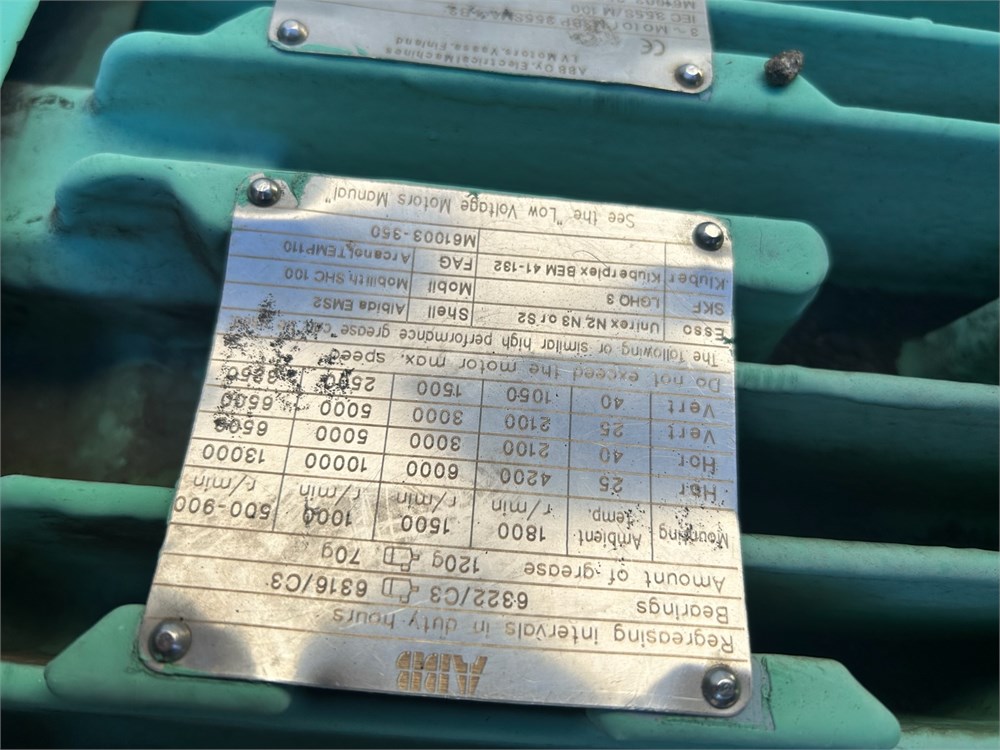 ABB
Regreasing intervals in duty hours
Bearings 6322/C3 6316/C3
Amount of grease 120g 70g
Mounting Ambient temp. 1800 r/min 1500 r/min 1000 r/min 500-900 r/min
Hor 25 4200 6000 10000 13000
Hor 40 2100 3000 5000 6500
Vert 25 2100 3000 5000 6500
Vert 40 1050 1500 2500
Do not exceed the motor max. speed
The following or similar high performance grease
Esso Unirex N2, N3 or S2 Shell Albida EMS2
SKF LGHQ 3 Mobil Mobilith SHC 100
Kluber Kluberplex BEM 41-132 FAG Arcanol TEMP110
M61003-350
See the "Low Voltage Motors Manual"
ABB Oy, Electrical Machines
LV Motors, Vaasa, Finland
CE
IEC 355S/M 100